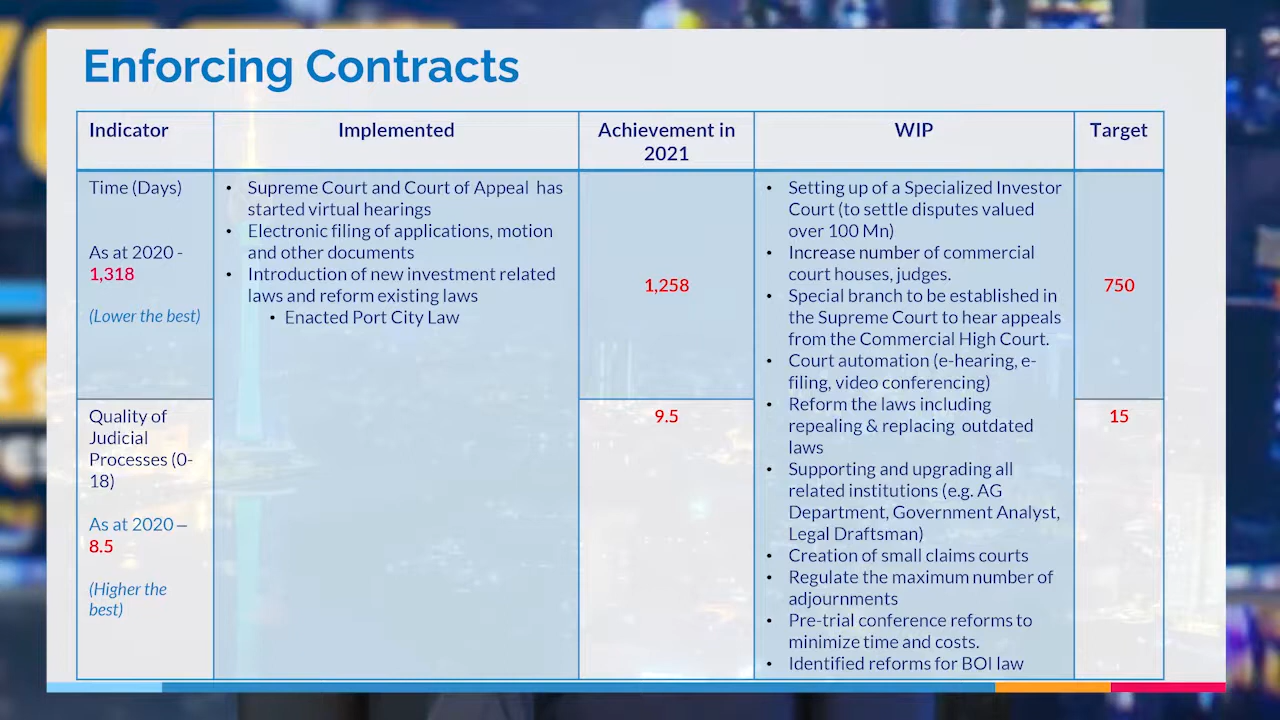 Enforcing Contracts
Indicator
Implemented
Achievement in
2021
WIP
Target
Time (Days)
As at 2020 -
1,318
(Lower the best)
• Supreme Court and Court of Appeal has
started virtual hearings
• Electronic filing of applications, motion
and other documents
• Introduction of new investment related
laws and reform existing laws
• Enacted Port City Law
1,258
• Setting up of a Specialized Investor
Court (to settle disputes valued
over 100 Mn)
• Increase number of commercial
court houses, judges.
• Special branch to be established in
the Supreme Court to hear appeals
from the Commercial High Court.
• Court automation (e-hearing, e-
filing, video conferencing)
• Reform the laws including
repealing & replacing outdated
laws
• Supporting and upgrading all
related institutions (e.g. AG
Department, Government Analyst,
Legal Draftsman)
• Creation of small claims courts
• Regulate the maximum number of
adjournments
• Pre-trial conference reforms to
minimize time and costs.
• Identified reforms for BOI law
750
Quality of
Judicial
Processes (0-
18)
As at 2020 –
8.5
(Higher the
best)
9.5
15